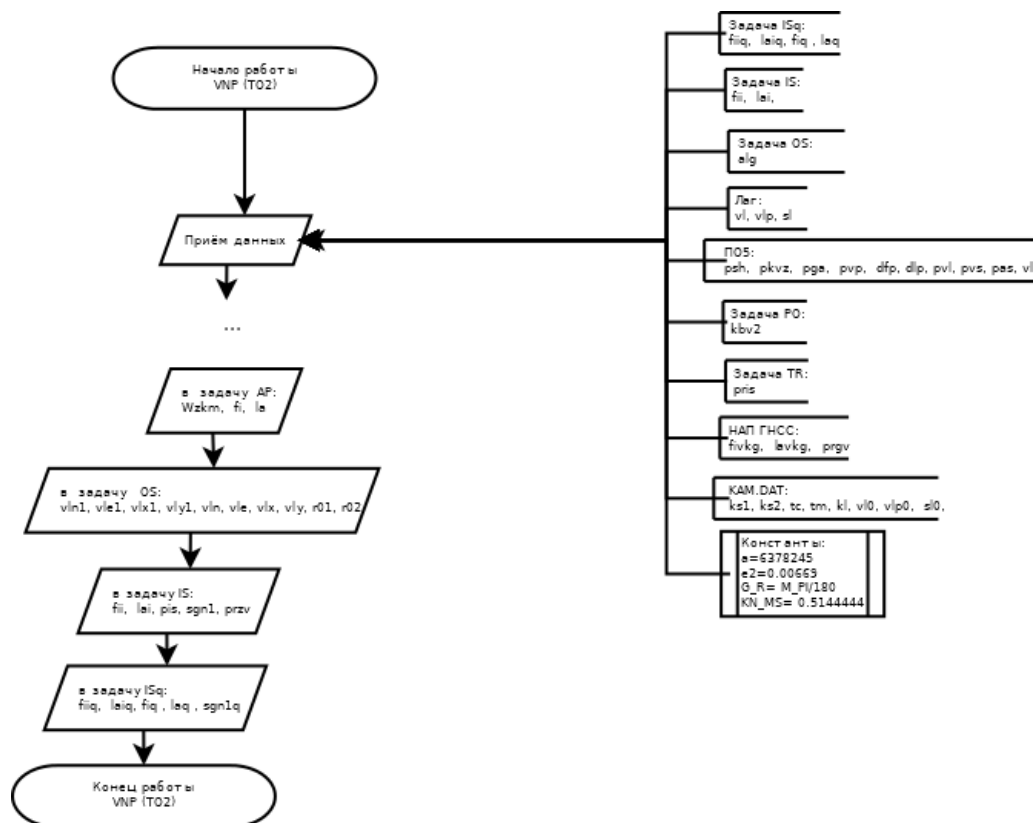 Начало работы
VNP (TO2)
Приём данных
...
в задачу AP:
Wzkm, fi, la
в задачу OS:
vln1, vle1, vlx1, vly1, vln, vle, vlx, vly, r01, r02
в задачу IS:
fii, lai, pis, sgn1, przv
в задачу ISq:
fiiq, laiq, fiq , laq , sgn1q
Конец работы
VNP (TO2)
Задача ISq:
fiiq, laiq, fiq , laq
Задача IS:
fii, lai,
Задача OS:
alg
Лаг:
vl, vlp, sl
ПО5:
psh, pkvz, pga, pvp, dfp, dlp, pvl, pvs, pas, vl
Задача PO:
kbv2
Задача TR:
pris
НАП ГНСС:
fivkg, lavkg, prgv
KAM.DAT:
ks1, ks2, tc, tm, kl, vl0, vlp0, sl0,
Константы:
a=6378245
e2=0.00669
G_R= M_PI/180
KN_MS= 0.5144444